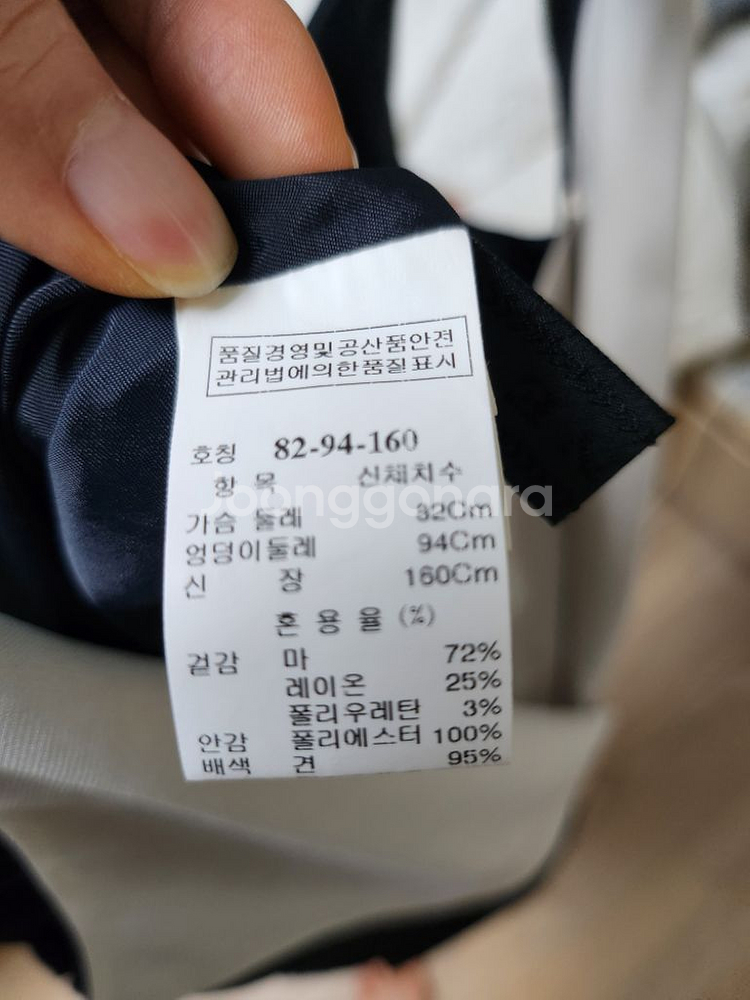 품질경영및공산품안전
관리법에의한품질표시
호칭 82-94-160
항 목 신체치수
joonggonara
가슴 둘레 82Cm
엉덩이둘레 94Cm
신 장 160Cm
혼 용 율 (%)
겉감 마 72%
레이온 25%
폴리우레탄 3%
안감 폴리에스터 100%
배색 견 95%